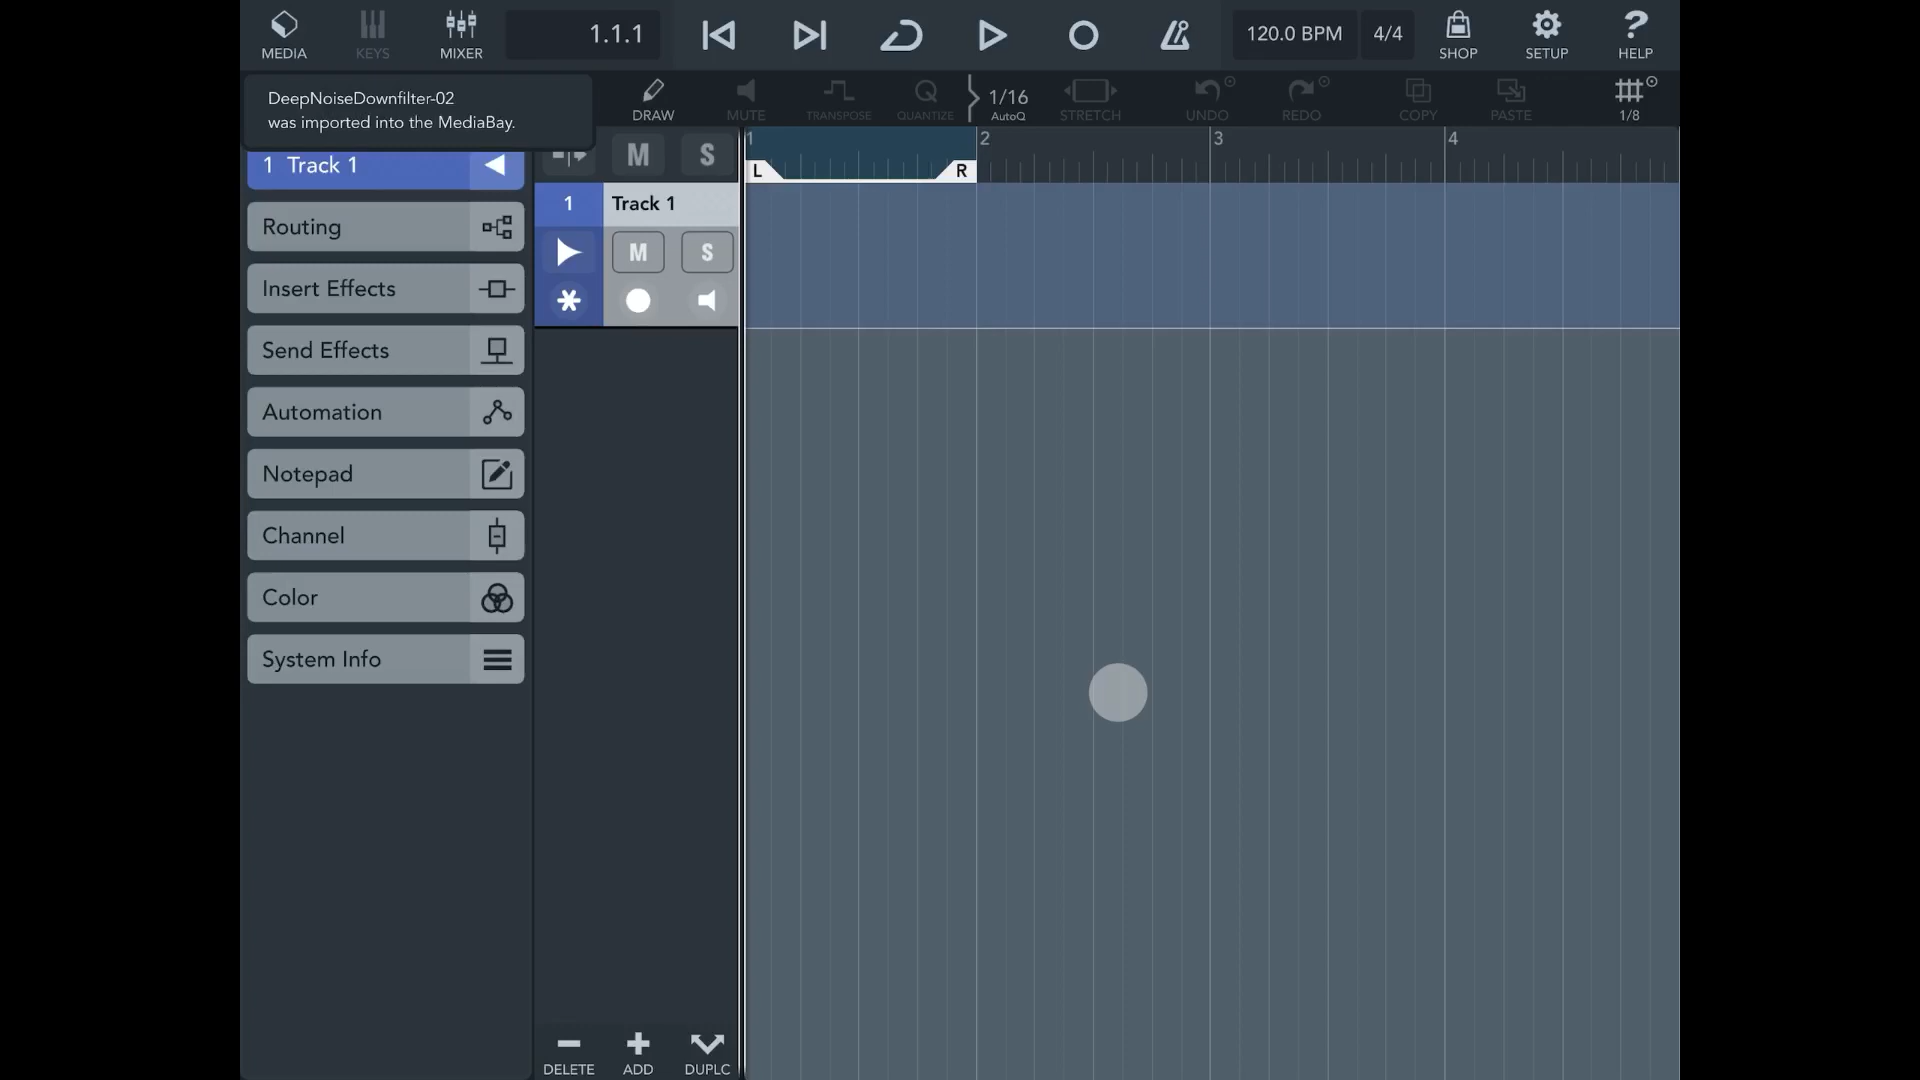 MEDIA
KEYS
MIXER
1.1.1
120.0 BPM
4/4
SHOP
SETUP
HELP
DeepNoiseDownfilter-02
was imported into the MediaBay.
DRAW
MUTE
TRANSPOSE
Q
QUANTIZE
1/16
AutoQ
STRETCH
UNDO
REDO
COPY
PASTE
1/8
1 Track 1
M
S
1
2
3
4
L
R
Routing
Insert Effects
Send Effects
Automation
Notepad
Channel
Color
System Info
1
Track 1
M
S
DELETE
ADD
DUPLC